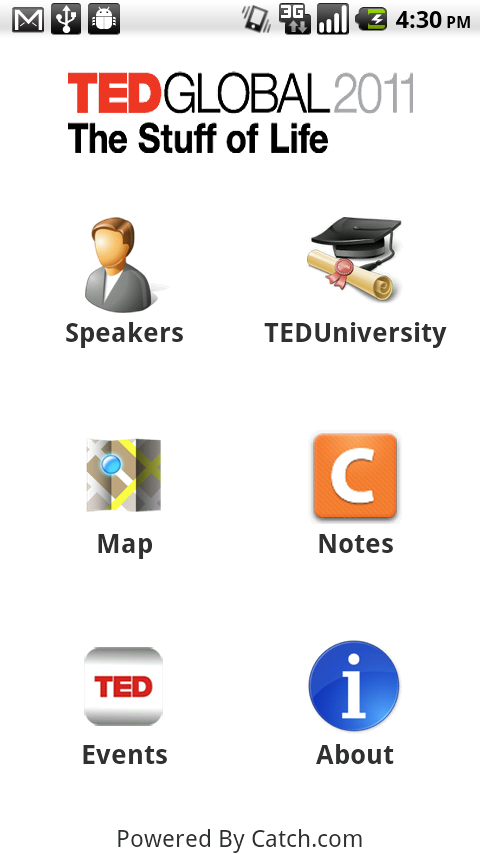 3G
4:30 PM
TEDGLOBAL2011
The Stuff of Life
Speakers
TEDUniversity
Map
C
Notes
TED
i
Events
About
Powered By Catch.com